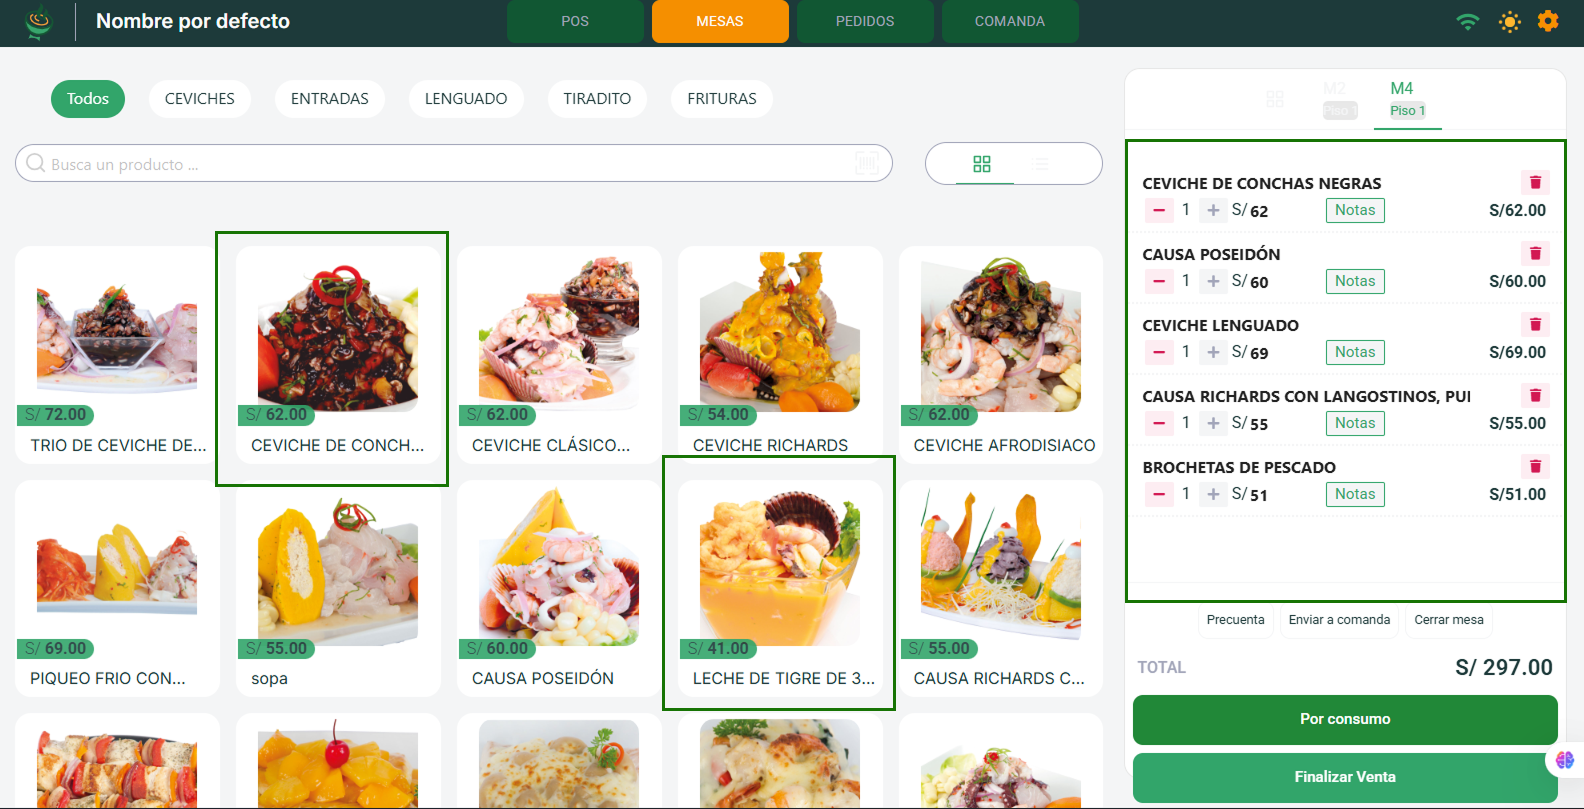 Nombre por defecto
POS
MESAS
PEDIDOS
COMANDA
Todos
CEVICHES
ENTRADAS
LENGUADO
TIRADITO
FRITURAS
Busca un producto ...
S/ 72.00
TRIO DE CEVICHE DE...
S/ 62.00
CEVICHE DE CONCH...
S/ 62.00
CEVICHE CLÁSICO...
S/ 54.00
CEVICHE RICHARDS
S/ 62.00
CEVICHE AFRODISIACO
S/ 69.00
PIQUEO FRIO CON...
S/ 55.00
sopa
S/ 60.00
CAUSA POSEIDÓN
S/ 41.00
LECHE DE TIGRE DE 3...
S/ 55.00
CAUSA RICHARDS C...
M2
Piso 1
M4
Piso 1
CEVICHE DE CONCHAS NEGRAS
1 S/ 62 Notas S/62.00
CAUSA POSEIDÓN
1 S/ 60 Notas S/60.00
CEVICHE LENGUADO
1 S/ 69 Notas S/69.00
CAUSA RICHARDS CON LANGOSTINOS, PUI
1 S/ 55 Notas S/55.00
BROCHETAS DE PESCADO
1 S/ 51 Notas S/51.00
Precuenta
Enviar a comanda
Cerrar mesa
TOTAL S/ 297.00
Por consumo
Finalizar Venta